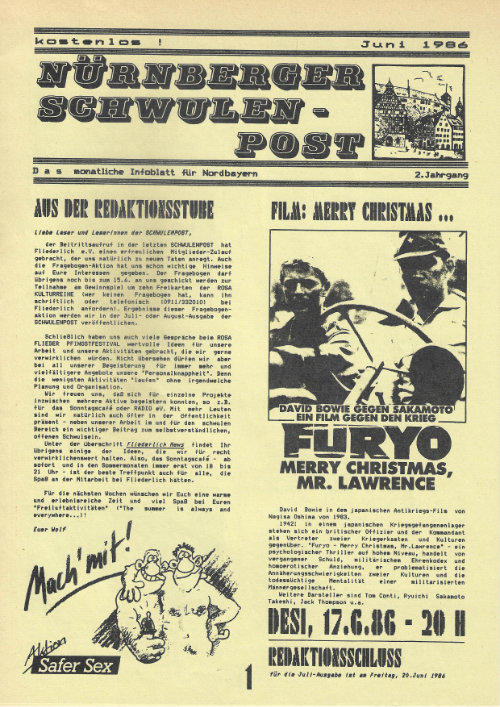 kostenlos !
Juni 1986
NÜRNBERGER
SCHWULEN-
POST
Das monatliche Infoblatt für Nordbayern
2.Jahrgang
AUS DER REDAKTIONSSTUBE
Liebe Leser und Leserinnen der SCHWULENPOST,
der Beitrittsaufruf in der letzten SCHWULENPOST hat
Fliederlich e.V. einen erfreulichen Mitglieder-Zulauf
gebracht, der uns natürlich zu neuen Taten anregt. Auch
die Fragebogen-Aktion hat uns schon wichtige Hinweise
auf Eure Interessen gegeben. Der Fragebogen darf
übrigens noch bis zum 15.6. an uns geschickt werden zur
Teilnahme am Gewinnspiel um zehn Freikarten der ROSA
KULTURREIHE (wer keinen Fragebogen hat, kann ihn
schriftlich oder telefonisch (0911/332010) bei
Fliederlich anfordern). Ergebnisse dieser Fragebogen-
aktion werden wir in der Juli- oder August-Ausgabe der
SCHWULENPOST veröffentlichen.
Schließlich haben uns auch viele Gespräche beim ROSA
FLIEDER PFINGSTFESTIVAL wertvolle Ideen für unsere
Arbeit und unsere Aktivitäten gebracht, die wir gerne
verwirklichen würden. Nicht übersehen dürfen wir aber
bei all unserer Begeisterung für immer mehr und
vielfältigere Angebote unsere "Personalknappheit". Denn
die wenigsten Aktivitäten "laufen" ohne irgendwelche
Planung und Organisation.
Wir freuen uns, daß sich für einzelne Projekte
inzwischen mehrere Aktive begeistern konnten, so z.B.
für das Sonntagscafé oder RADIO eV. Mit mehr Leuten
sind wir natürlich auch öfter in der Öffentlichkeit
präsent - neben unserer Arbeit im und für den schwulen
Bereich ein wichtiger Beitrag zum selbstverständlichen,
offenen Schwulsein.
Unter der Überschrift Fliederlich News findet Ihr
übrigens einige der Ideen, die wir für recht
verwirklichenswert halten. Also, das Sonntagscafé - ab
sofort und in den Sommermonaten immer erst von 18 bis
21 Uhr - ist der beste Treffpunkt auch für alle, die
Spaß an der Mitarbeit bei Fliederlich hätten.
Für die nächsten Wochen wünschen wir Euch eine warme
und erlebnisreiche Zeit und viel Spaß bei Euren
"Freiluftaktivitäten" ("The summer is always and
everywhere...)!
Euer Wolf
Mach' mit!
Aktion
Safer Sex
FILM: MERRY CHRISTMAS ...
DAVID BOWIE GEGEN SAKAMOTO
EIN FILM GEGEN DEN KRIEG
FURYO
MERRY CHRISTMAS,
MR. LAWRENCE
David Bowie in dem japanischen Antikriegs-Film von
Nagisa Oshima von 1983.
1942: in einem japanischen Kriegsgefangenenlager
stehen sich ein britischer Offizier und der Kommandant
als Vertreter zweier Kriegerkasten und Kulturen
gegenüber. "Furyo - Merry Christmas, Mr.Lawrence" - ein
psychologischer Thriller auf hohem Niveau, handelt von
vergangener Schuld, militärischem Ehrenkodex und
homoerotischer Anziehung, er problematisiert die
Annäherungsschwierigkeiten zweier Kulturen und die
todessüchtige Mentalität einer militarisierten
Männergesellschaft.
Weitere Darsteller sind Tom Conti, Ryuichi Sakamoto
Takeshi, Jack Thompson u.a.
DESI, 17.6.86 - 20 H
REDAKTIONSSCHLUSS
für die Juli-Ausgabe ist am Freitag, 20.Juni 1986
1